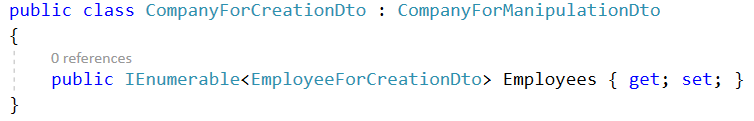 public class CompanyForCreationDto : CompanyForManipulationDto
{
0 references
public IEnumerable<EmployeeForCreationDto> Employees { get; set; }
}